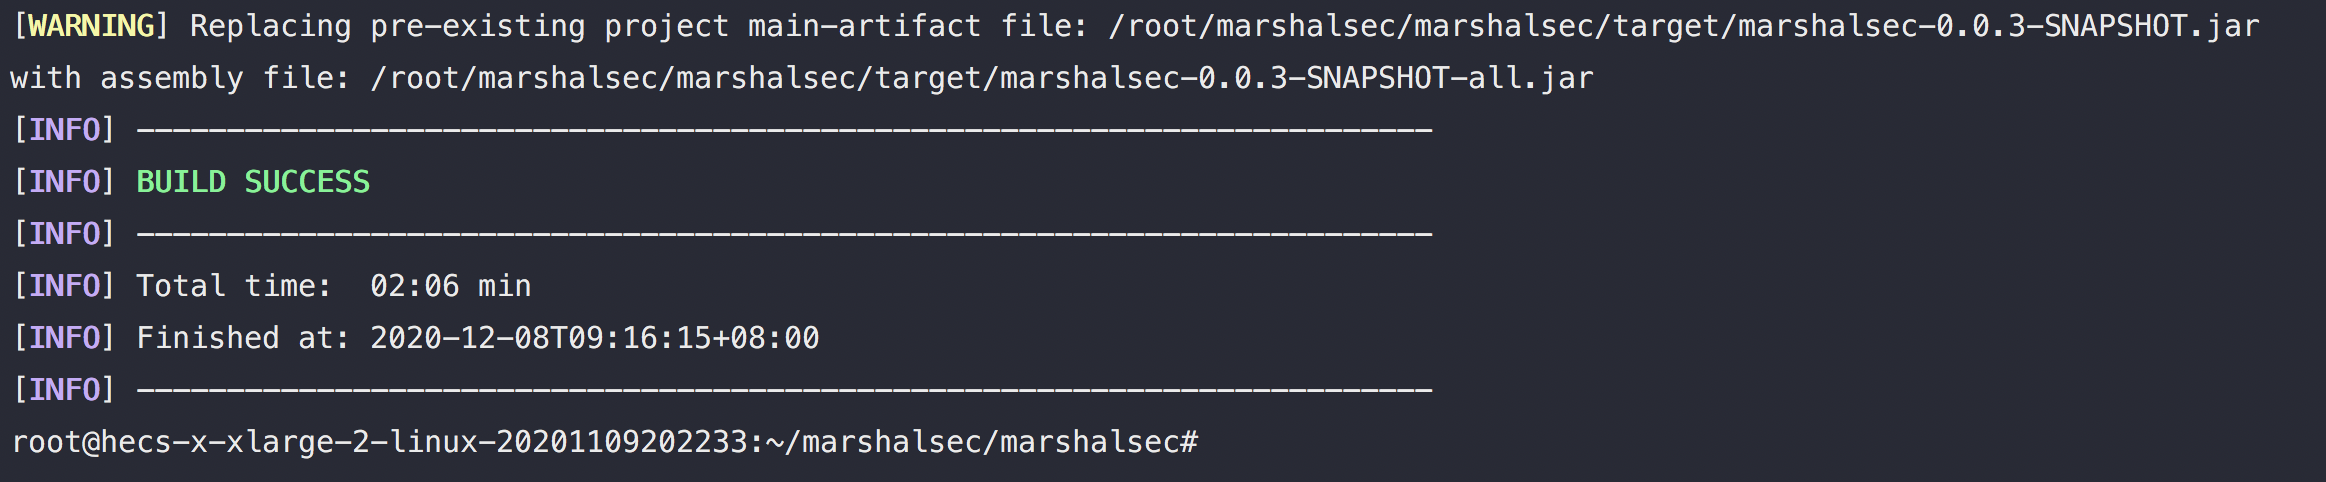 [WARNING] Replacing pre-existing project main-artifact file: /root/marshalsec/marshalsec/target/marshalsec-0.0.3-SNAPSHOT.jar
with assembly file: /root/marshalsec/marshalsec/target/marshalsec-0.0.3-SNAPSHOT-all.jar
[INFO] ------------------------------------------------------------------------
[INFO] BUILD SUCCESS
[INFO] ------------------------------------------------------------------------
[INFO] Total time:  02:06 min
[INFO] Finished at: 2020-12-08T09:16:15+08:00
[INFO] ------------------------------------------------------------------------
root@hecs-x-xlarge-2-linux-20201109202233:~/marshalsec/marshalsec#